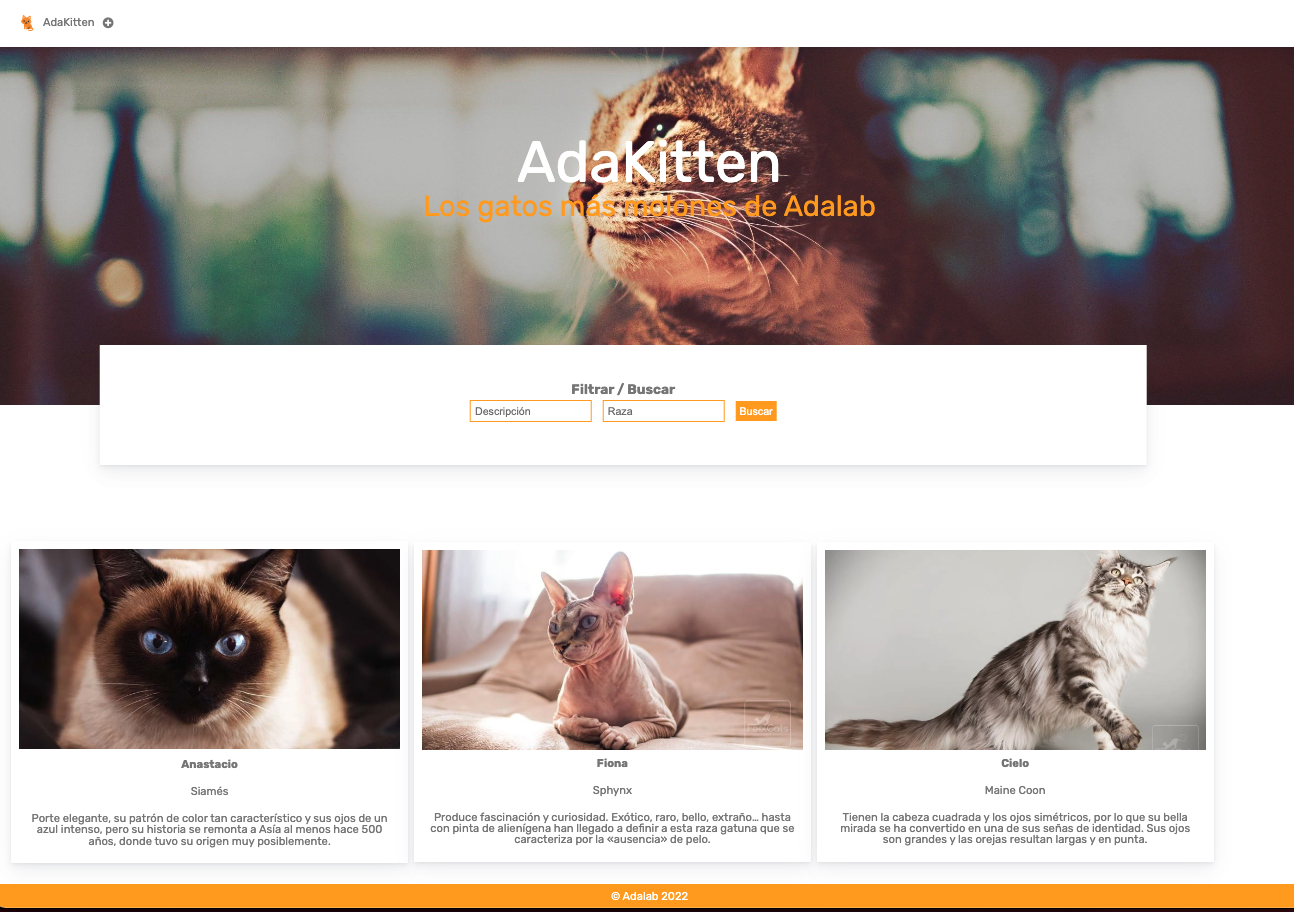 AdaKitten
AdaKitten
Los gatos más molones de Adalab
Filtrar / Buscar
Descripción Raza Buscar
Anastacio
Siamés
Porte elegante, su patrón de color tan característico y sus ojos de un
azul intenso, pero su historia se remonta a Asía al menos hace 500
años, donde tuvo su origen muy posiblemente.
Fiona
Sphynx
Produce fascinación y curiosidad. Exótico, raro, bello, extraño… hasta
con pinta de alienígena han llegado a definir a esta raza gatuna que se
caracteriza por la «ausencia» de pelo.
Cielo
Maine Coon
Tienen la cabeza cuadrada y los ojos simétricos, por lo que su bella
mirada se ha convertido en una de sus señas de identidad. Sus ojos
son grandes y las orejas resultan largas y en punta.
© Adalab 2022